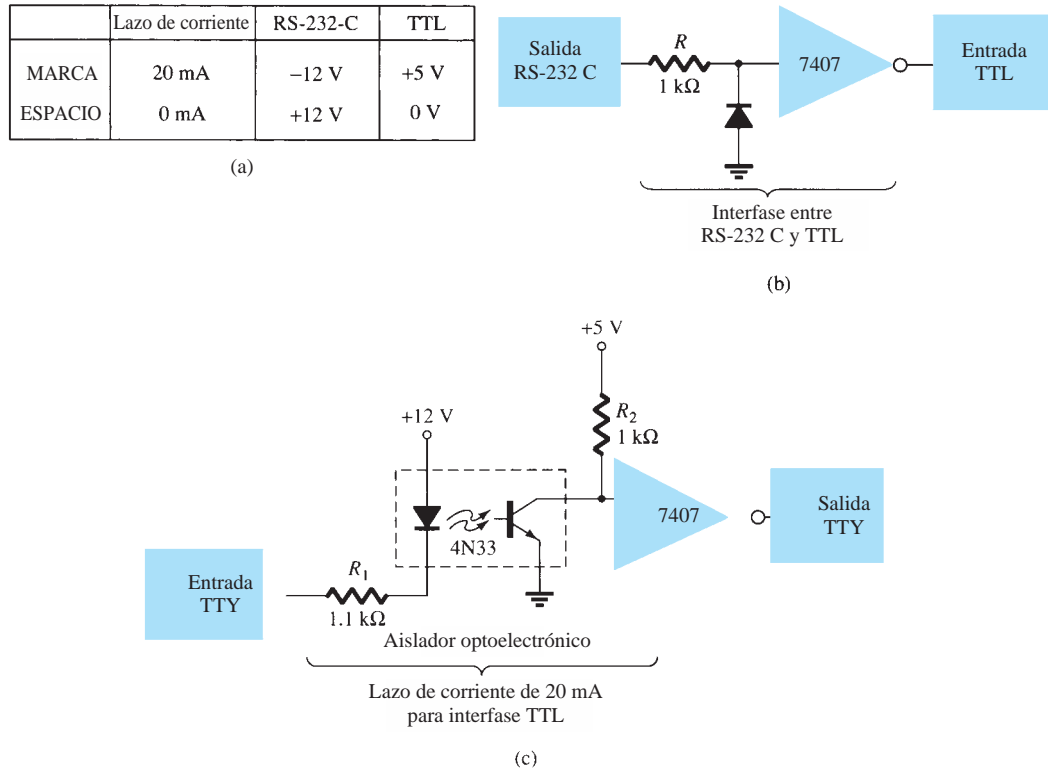 Lazo de corriente RS-232-C TTL
MARCA 20 mA −12 V +5 V
ESPACIO 0 mA +12 V 0 V
(a)
Salida
RS-232 C
R
1 kΩ
7407
Entrada
TTL
Interfase entre
RS-232 C y TTL
(b)
+5 V
R2
1 kΩ
+12 V
4N33
7407
Salida
TTY
Entrada
TTY
R1
1.1 kΩ
Aislador optoelectrónico
Lazo de corriente de 20 mA
para interfase TTL
(c)